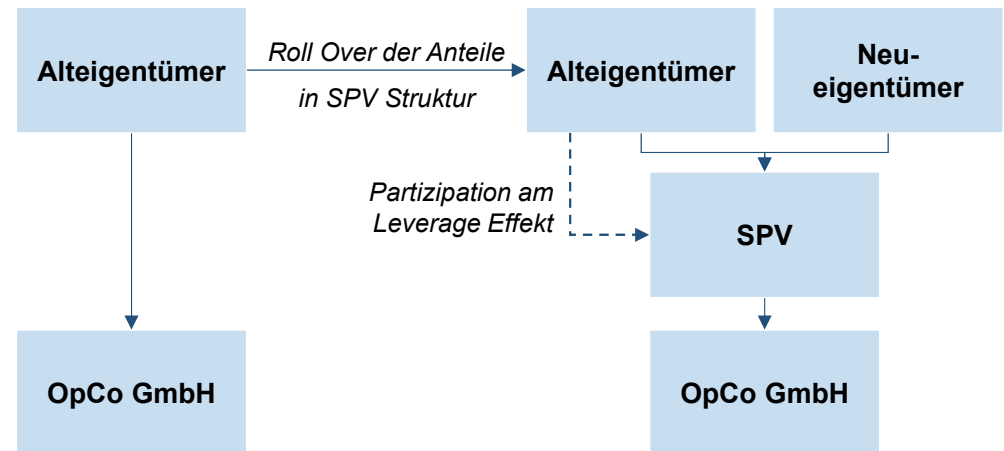 Alteigentümer
Roll Over der Anteile
in SPV Struktur
Alteigentümer
Neu-
eigentümer
Partizipation am
Leverage Effekt
SPV
OpCo GmbH
OpCo GmbH